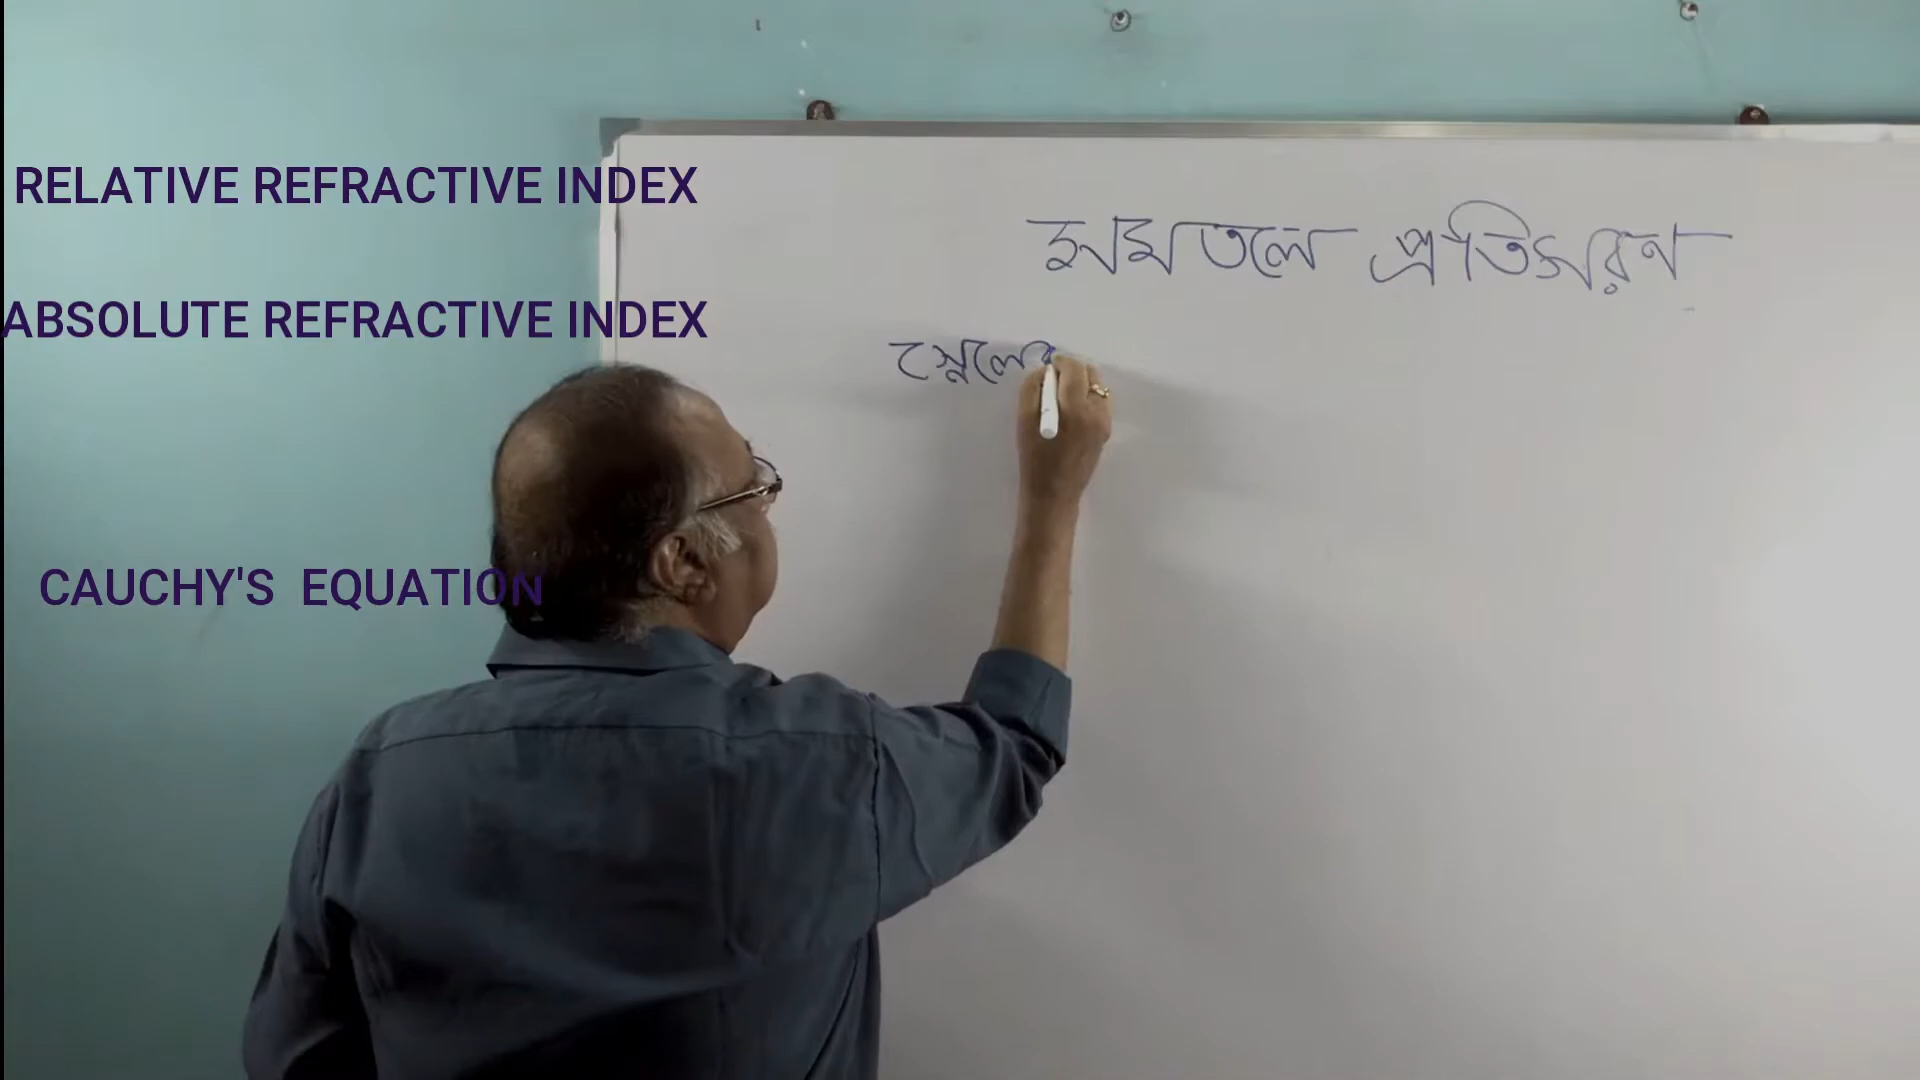 RELATIVE REFRACTIVE INDEX
সমতলে প্রতিসরণ
ABSOLUTE REFRACTIVE INDEX
স্নেলের
CAUCHY'S EQUATION